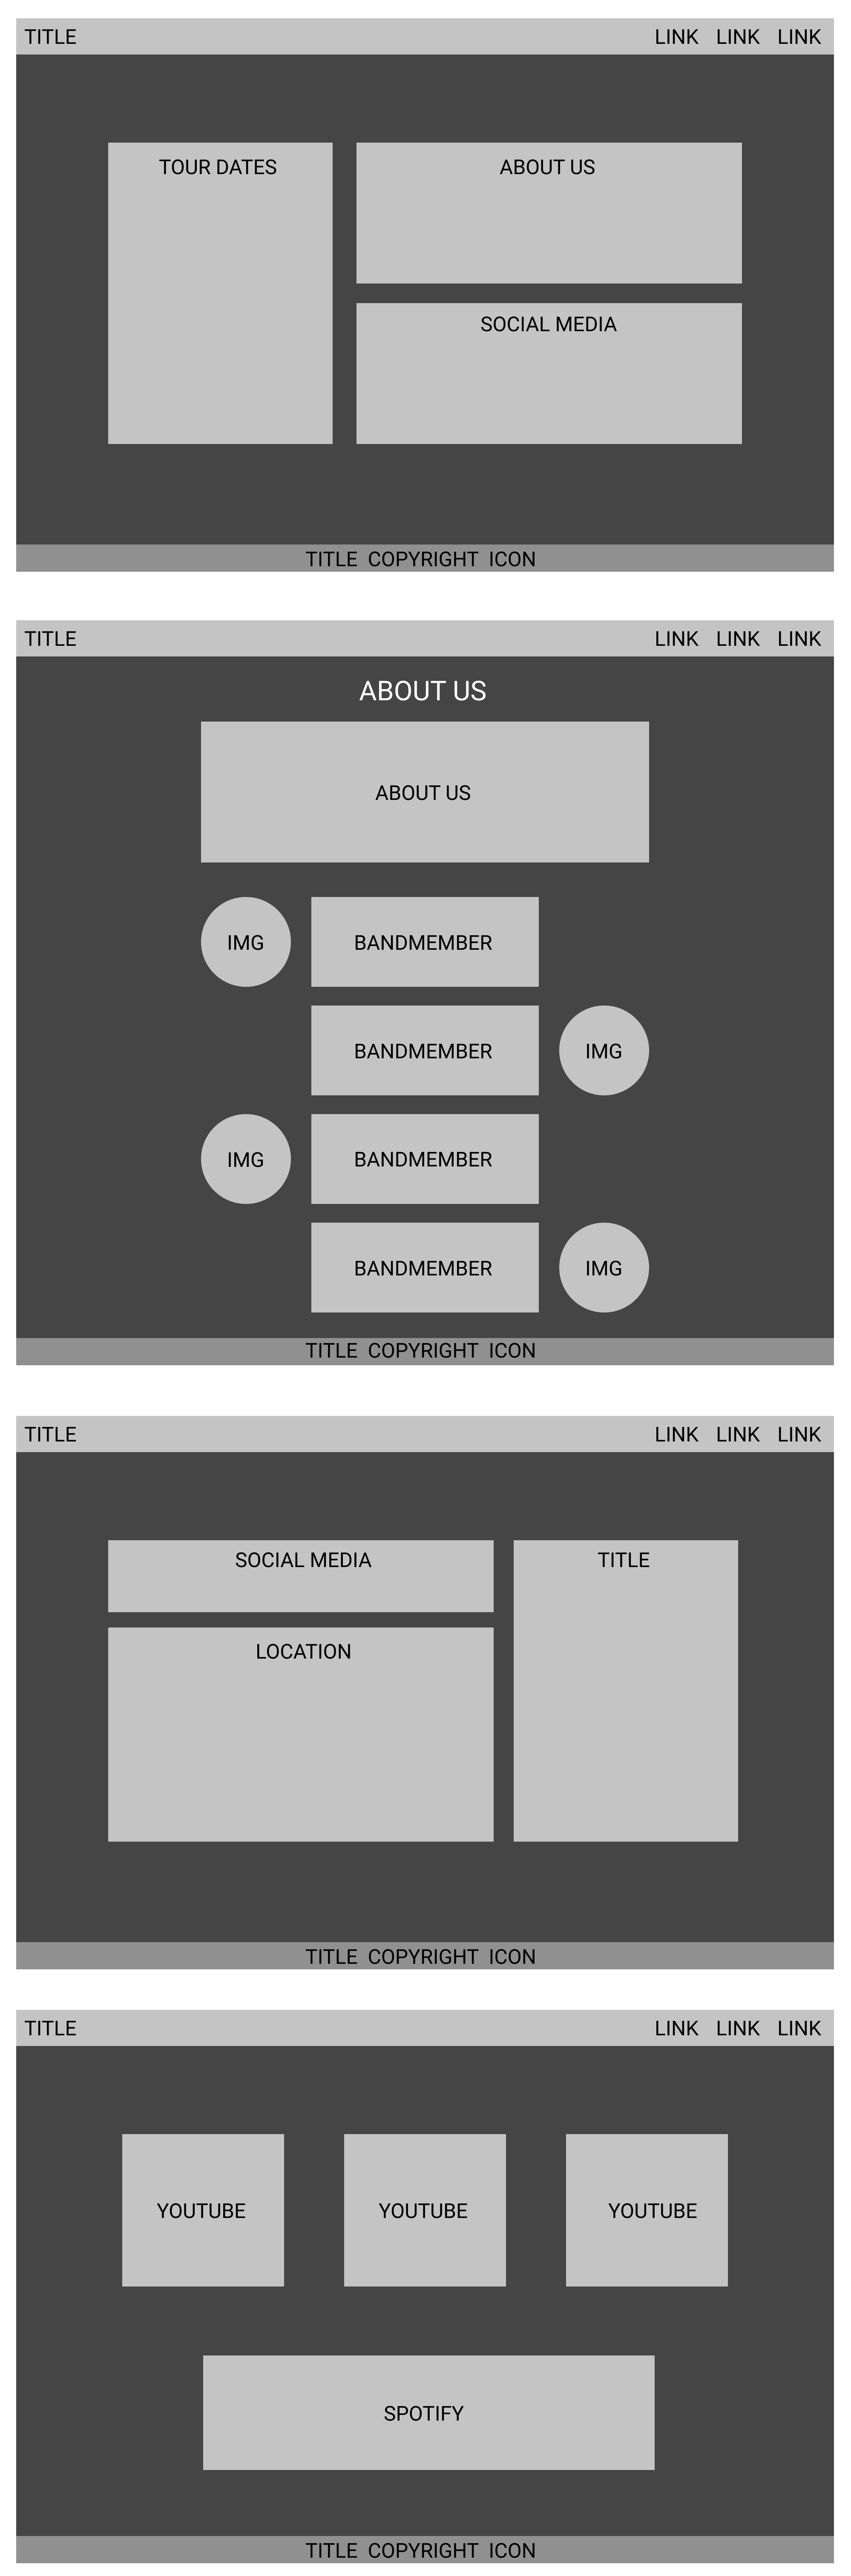 TITLE LINK LINK LINK
TOUR DATES
ABOUT US
SOCIAL MEDIA
TITLE COPYRIGHT ICON
TITLE LINK LINK LINK
ABOUT US
ABOUT US
IMG BANDMEMBER
BANDMEMBER IMG
IMG BANDMEMBER
BANDMEMBER IMG
TITLE COPYRIGHT ICON
TITLE LINK LINK LINK
SOCIAL MEDIA
LOCATION
TITLE
TITLE COPYRIGHT ICON
TITLE LINK LINK LINK
YOUTUBE YOUTUBE YOUTUBE
SPOTIFY
TITLE COPYRIGHT ICON